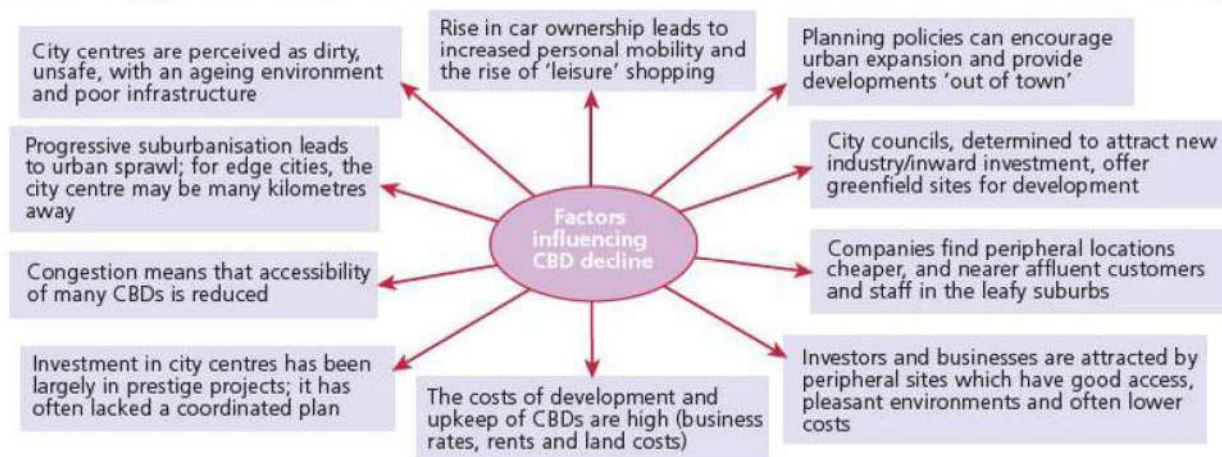 City centres are perceived as dirty,
unsafe, with an ageing environment
and poor infrastructure
Rise in car ownership leads to
increased personal mobility and
the rise of ‘leisure’ shopping
Planning policies can encourage
urban expansion and provide
developments ‘out of town’
Progressive suburbanisation leads
to urban sprawl; for edge cities, the
city centre may be many kilometres
away
City councils, determined to attract new
industry/inward investment, offer
greenfield sites for development
Factors
influencing
CBD decline
Congestion means that accessibility
of many CBDs is reduced
Companies find peripheral locations
cheaper, and nearer affluent customers
and staff in the leafy suburbs
Investment in city centres has been
largely in prestige projects; it has
often lacked a coordinated plan
The costs of development and
upkeep of CBDs are high (business
rates, rents and land costs)
Investors and businesses are attracted by
peripheral sites which have good access,
pleasant environments and often lower
costs